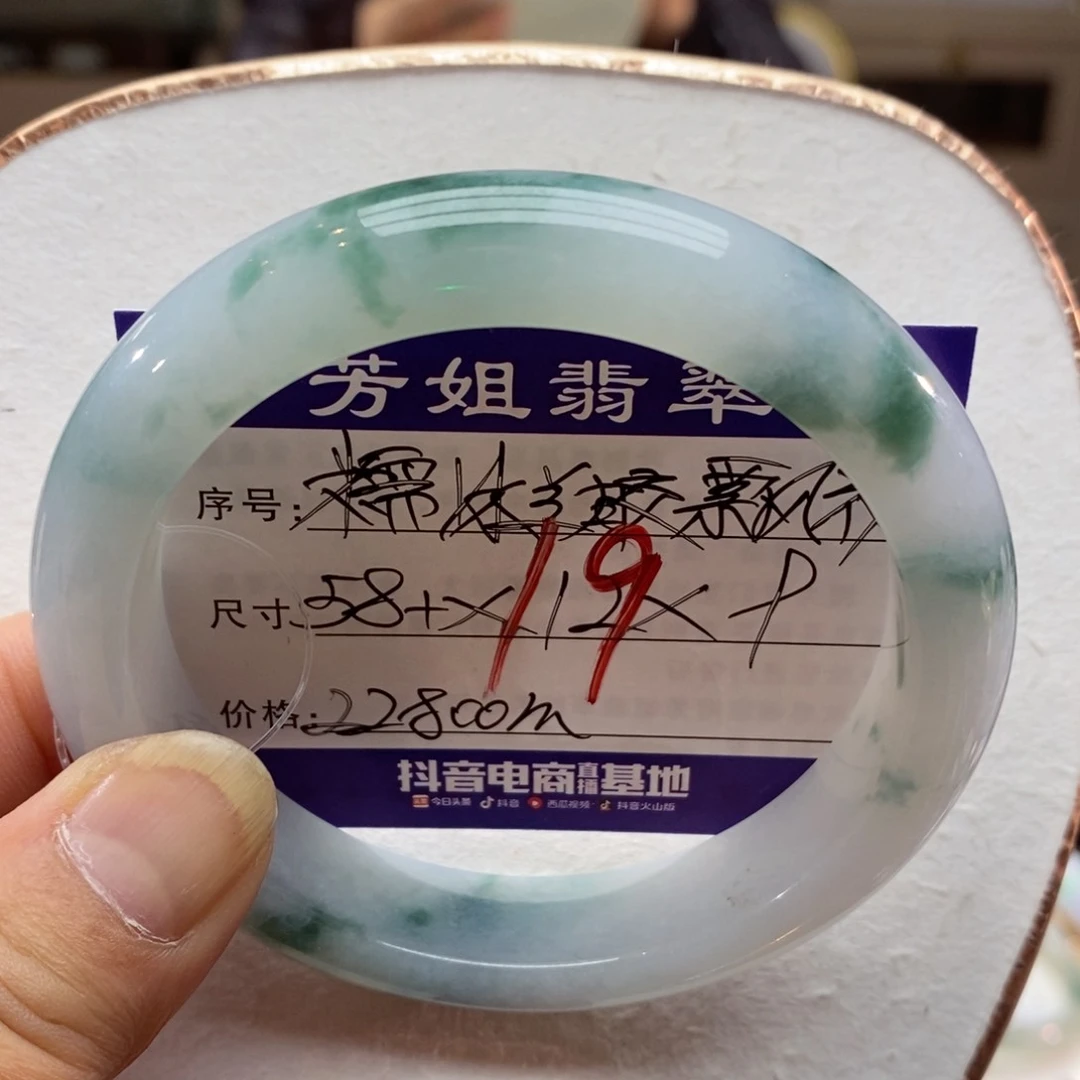 芳姐翡翠
序号:
19
尺寸:58+×12×
价格:22800m
抖音电商直播基地
今日头条 抖音 西瓜视频 抖音火山版